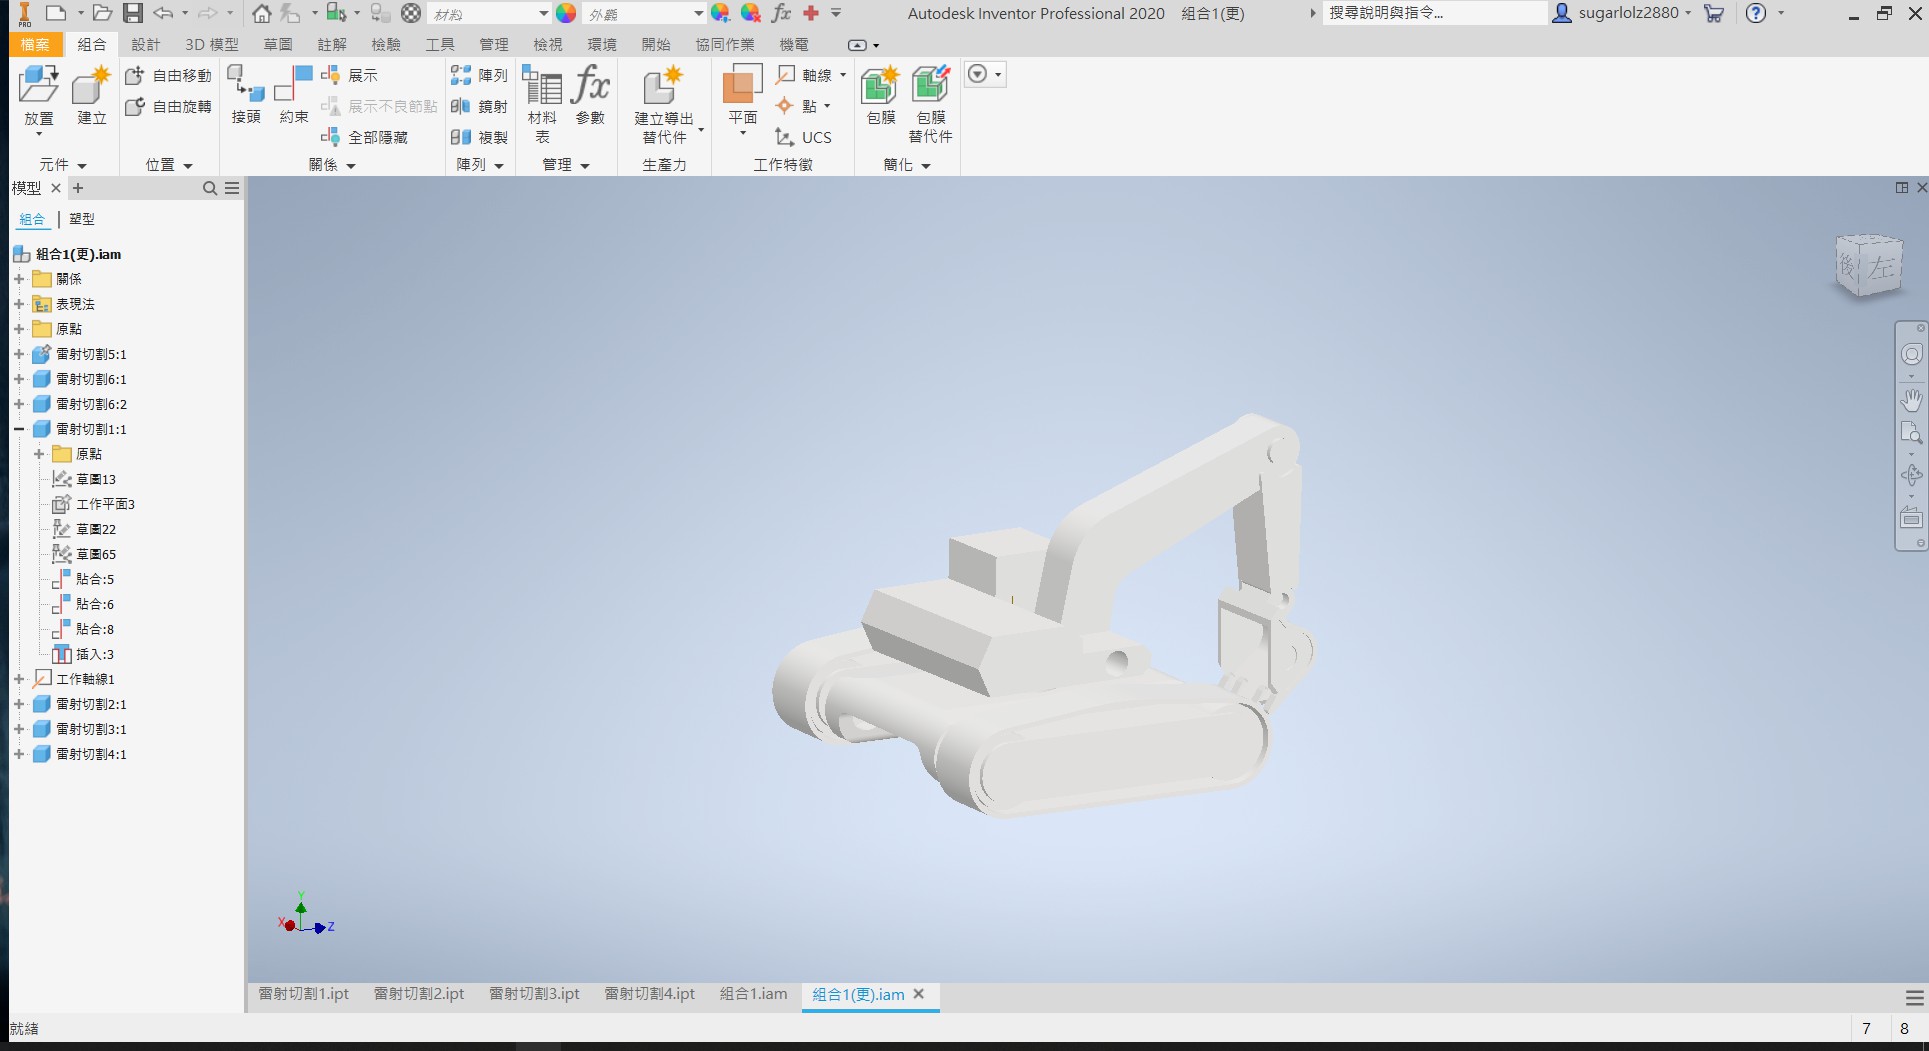 PRO
材料
外觀
fx
Autodesk Inventor Professional 2020 組合1(更)
搜尋說明與指令...
sugarlolz2880
檔案 組合 設計 3D 模型 草圖 註解 檢驗 工具 管理 檢視 環境 開始 協同作業 機電
放置
建立
自由移動
自由旋轉
接頭
約束
展示
展示不良節點
全部隱藏
陣列
鏡射
複製
材料
表
fx
參數
建立導出
替代件
平面
軸線
點
UCS
包膜
包膜
替代件
元件 位置 關係 陣列 管理 生產力 工作特徵 簡化
模型
組合 | 塑型
組合1(更).iam
關係
表現法
原點
雷射切割5:1
雷射切割6:1
雷射切割6:2
雷射切割1:1
原點
草圖13
工作平面3
草圖22
草圖65
貼合:5
貼合:6
貼合:8
插入:3
工作軸線1
雷射切割2:1
雷射切割3:1
雷射切割4:1
後 左
Y
X
Z
雷射切割1.ipt 雷射切割2.ipt 雷射切割3.ipt 雷射切割4.ipt 組合1.iam 組合1(更).iam
就緒
7 8